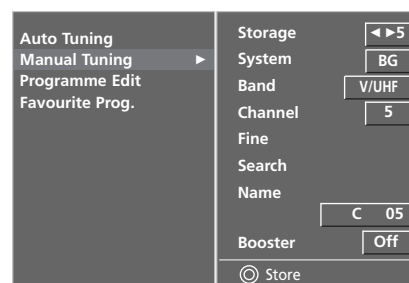 Auto Tuning
Manual Tuning ►
Programme Edit
Favourite Prog.
Storage ◄ ►5
System BG
Band V/UHF
Channel 5
Fine
Search
Name
C 05
Booster Off
Store